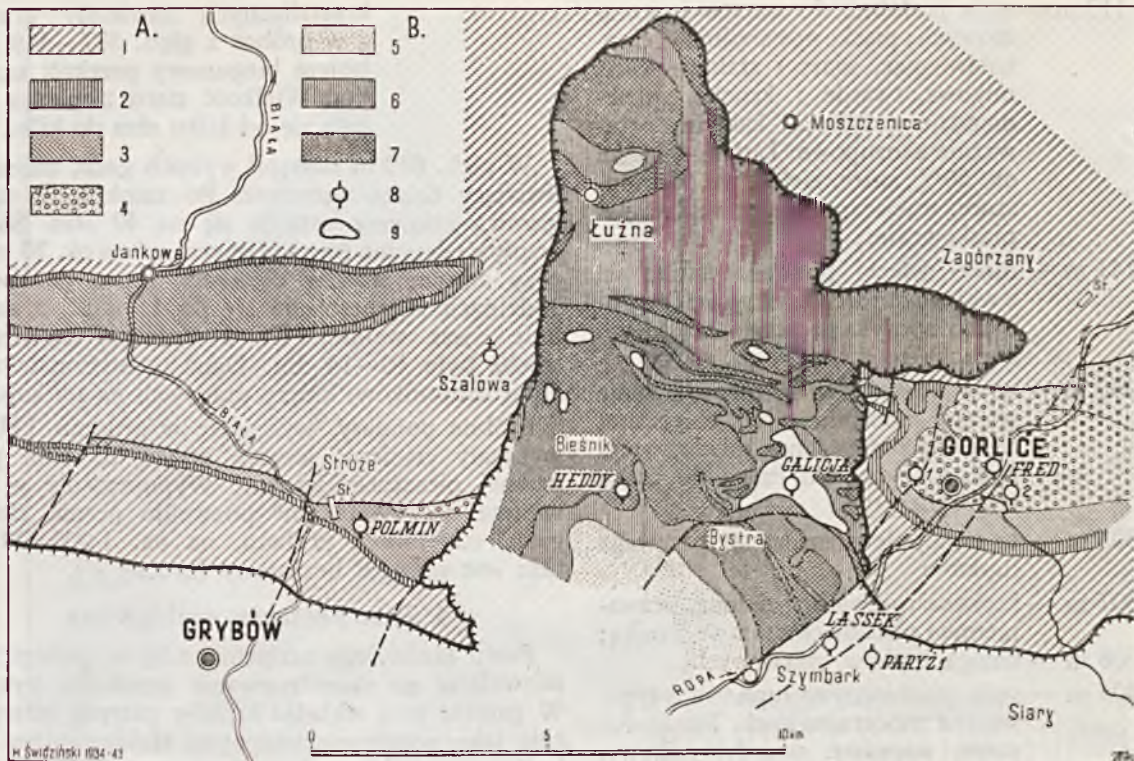 A.
B.
1
5
2
6
3
7
4
8
9
BIAŁA
Moszczenica
Łużna
Jankowa
Zagórzany
St.
Szalowa
BIAŁA
Bieśnik
GORLICE
Stróże
St.
HEDDY
GALICJA
1
FRED
2
POLMIN
Bystra
GRYBÓW
LASSEK
PARYŻ 1
ROPA
Szymbark
Siary
0
5
10 km
H. Świdziński 1934-43